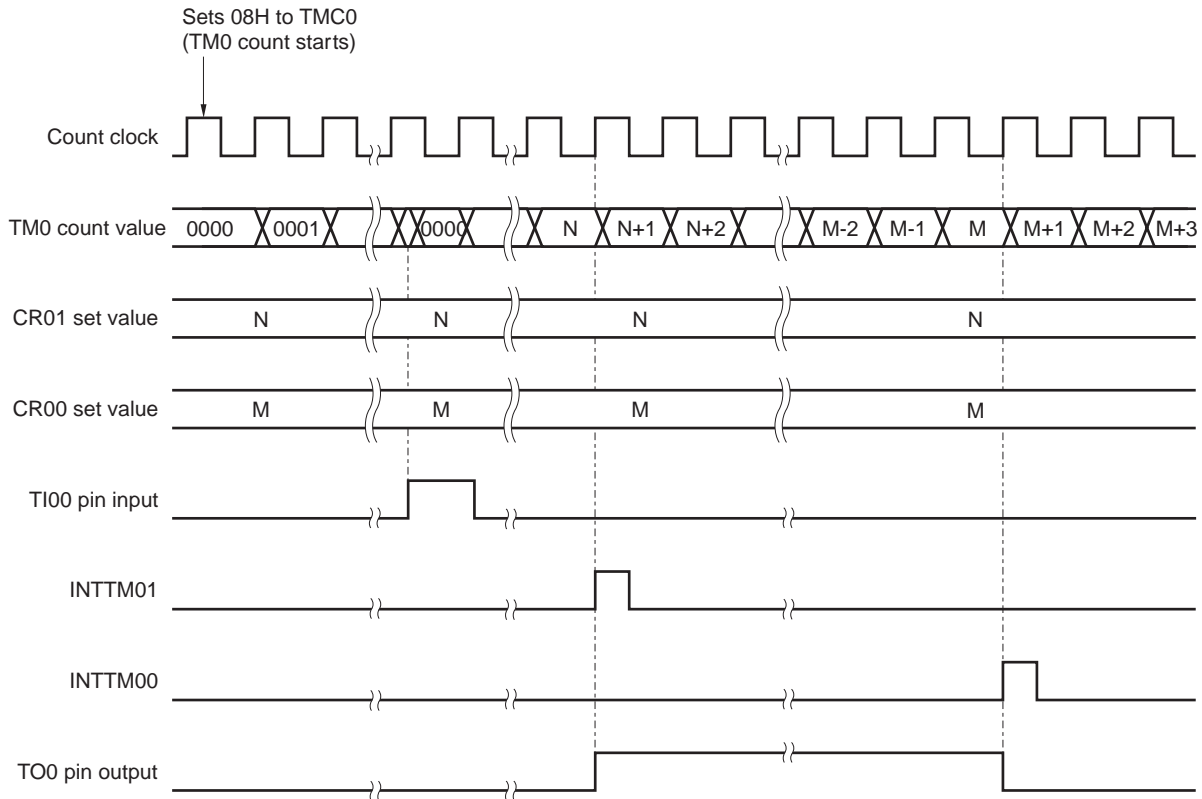 Sets 08H to TMC0
(TM0 count starts)
Count clock
TM0 count value 0000 0001 0000 N N+1 N+2 M-2 M-1 M M+1 M+2 M+3
CR01 set value N N N N
CR00 set value M M M M
TI00 pin input
INTTM01
INTTM00
TO0 pin output